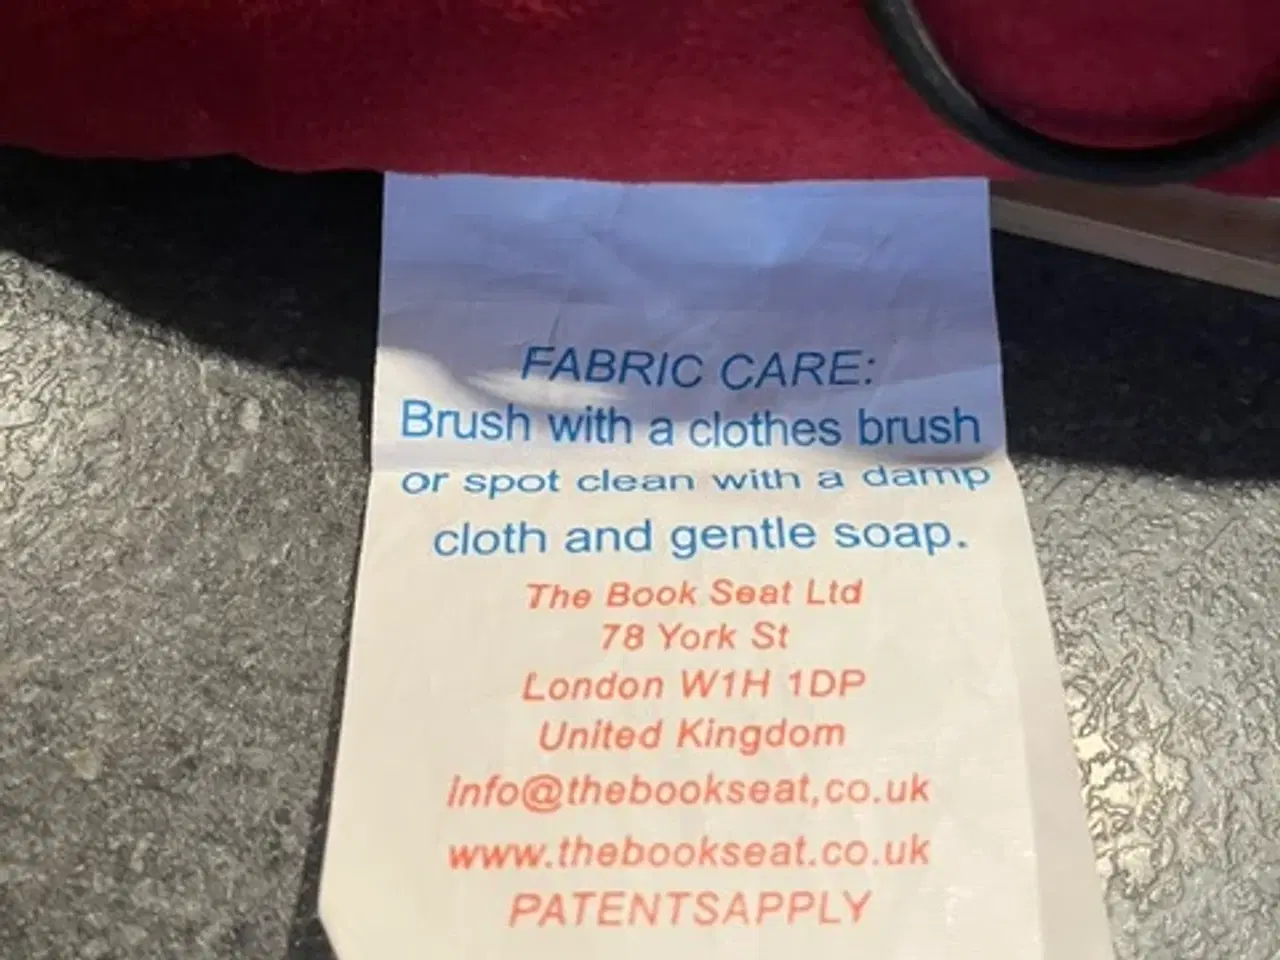 FABRIC CARE:
Brush with a clothes brush
or spot clean with a damp
cloth and gentle soap.
The Book Seat Ltd
78 York St
London W1H 1DP
United Kingdom
info@thebookseat,co.uk
www.thebookseat.co.uk
PATENTSAPPLY